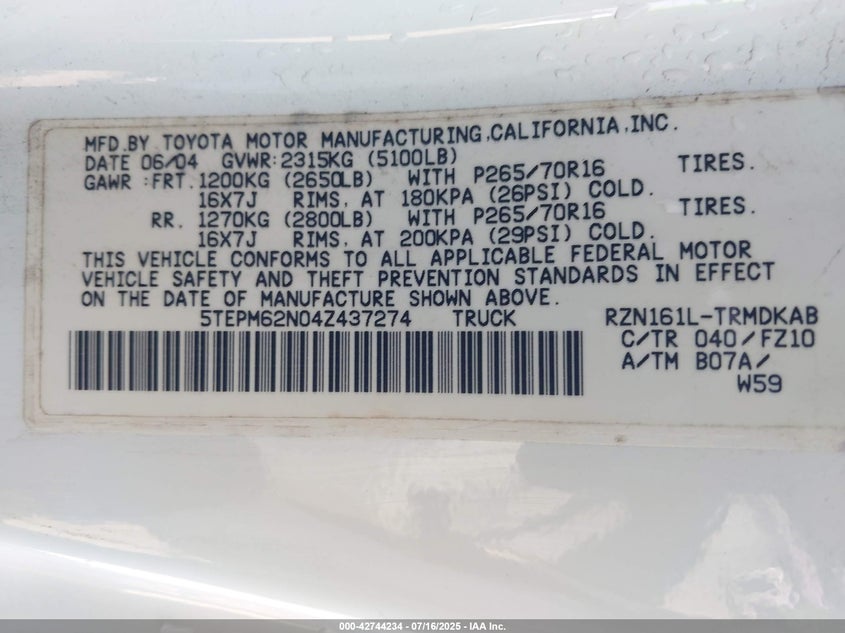 MFD.BY TOYOTA MOTOR MANUFACTURING,CALIFORNIA,INC.
DATE 06/04 GVWR:2315KG (5100LB)
GAWR :FRT. 1200KG (2650LB) WITH P265/70R16 TIRES.
16X7J RIMS, AT 180KPA (26PSI) COLD.
RR. 1270KG (2800LB) WITH P265/70R16 TIRES.
16X7J RIMS, AT 200KPA (29PSI) COLD.
THIS VEHICLE CONFORMS TO ALL APPLICABLE FEDERAL MOTOR
VEHICLE SAFETY AND THEFT PREVENTION STANDARDS IN EFFECT
ON THE DATE OF MANUFACTURE SHOWN ABOVE.
5TEPM62N04Z437274 TRUCK RZN161L-TRMDKAB
C/TR 040/FZ10
A/TM B07A/
W59
000-42744234 - 07/16/2025 - IAA Inc.